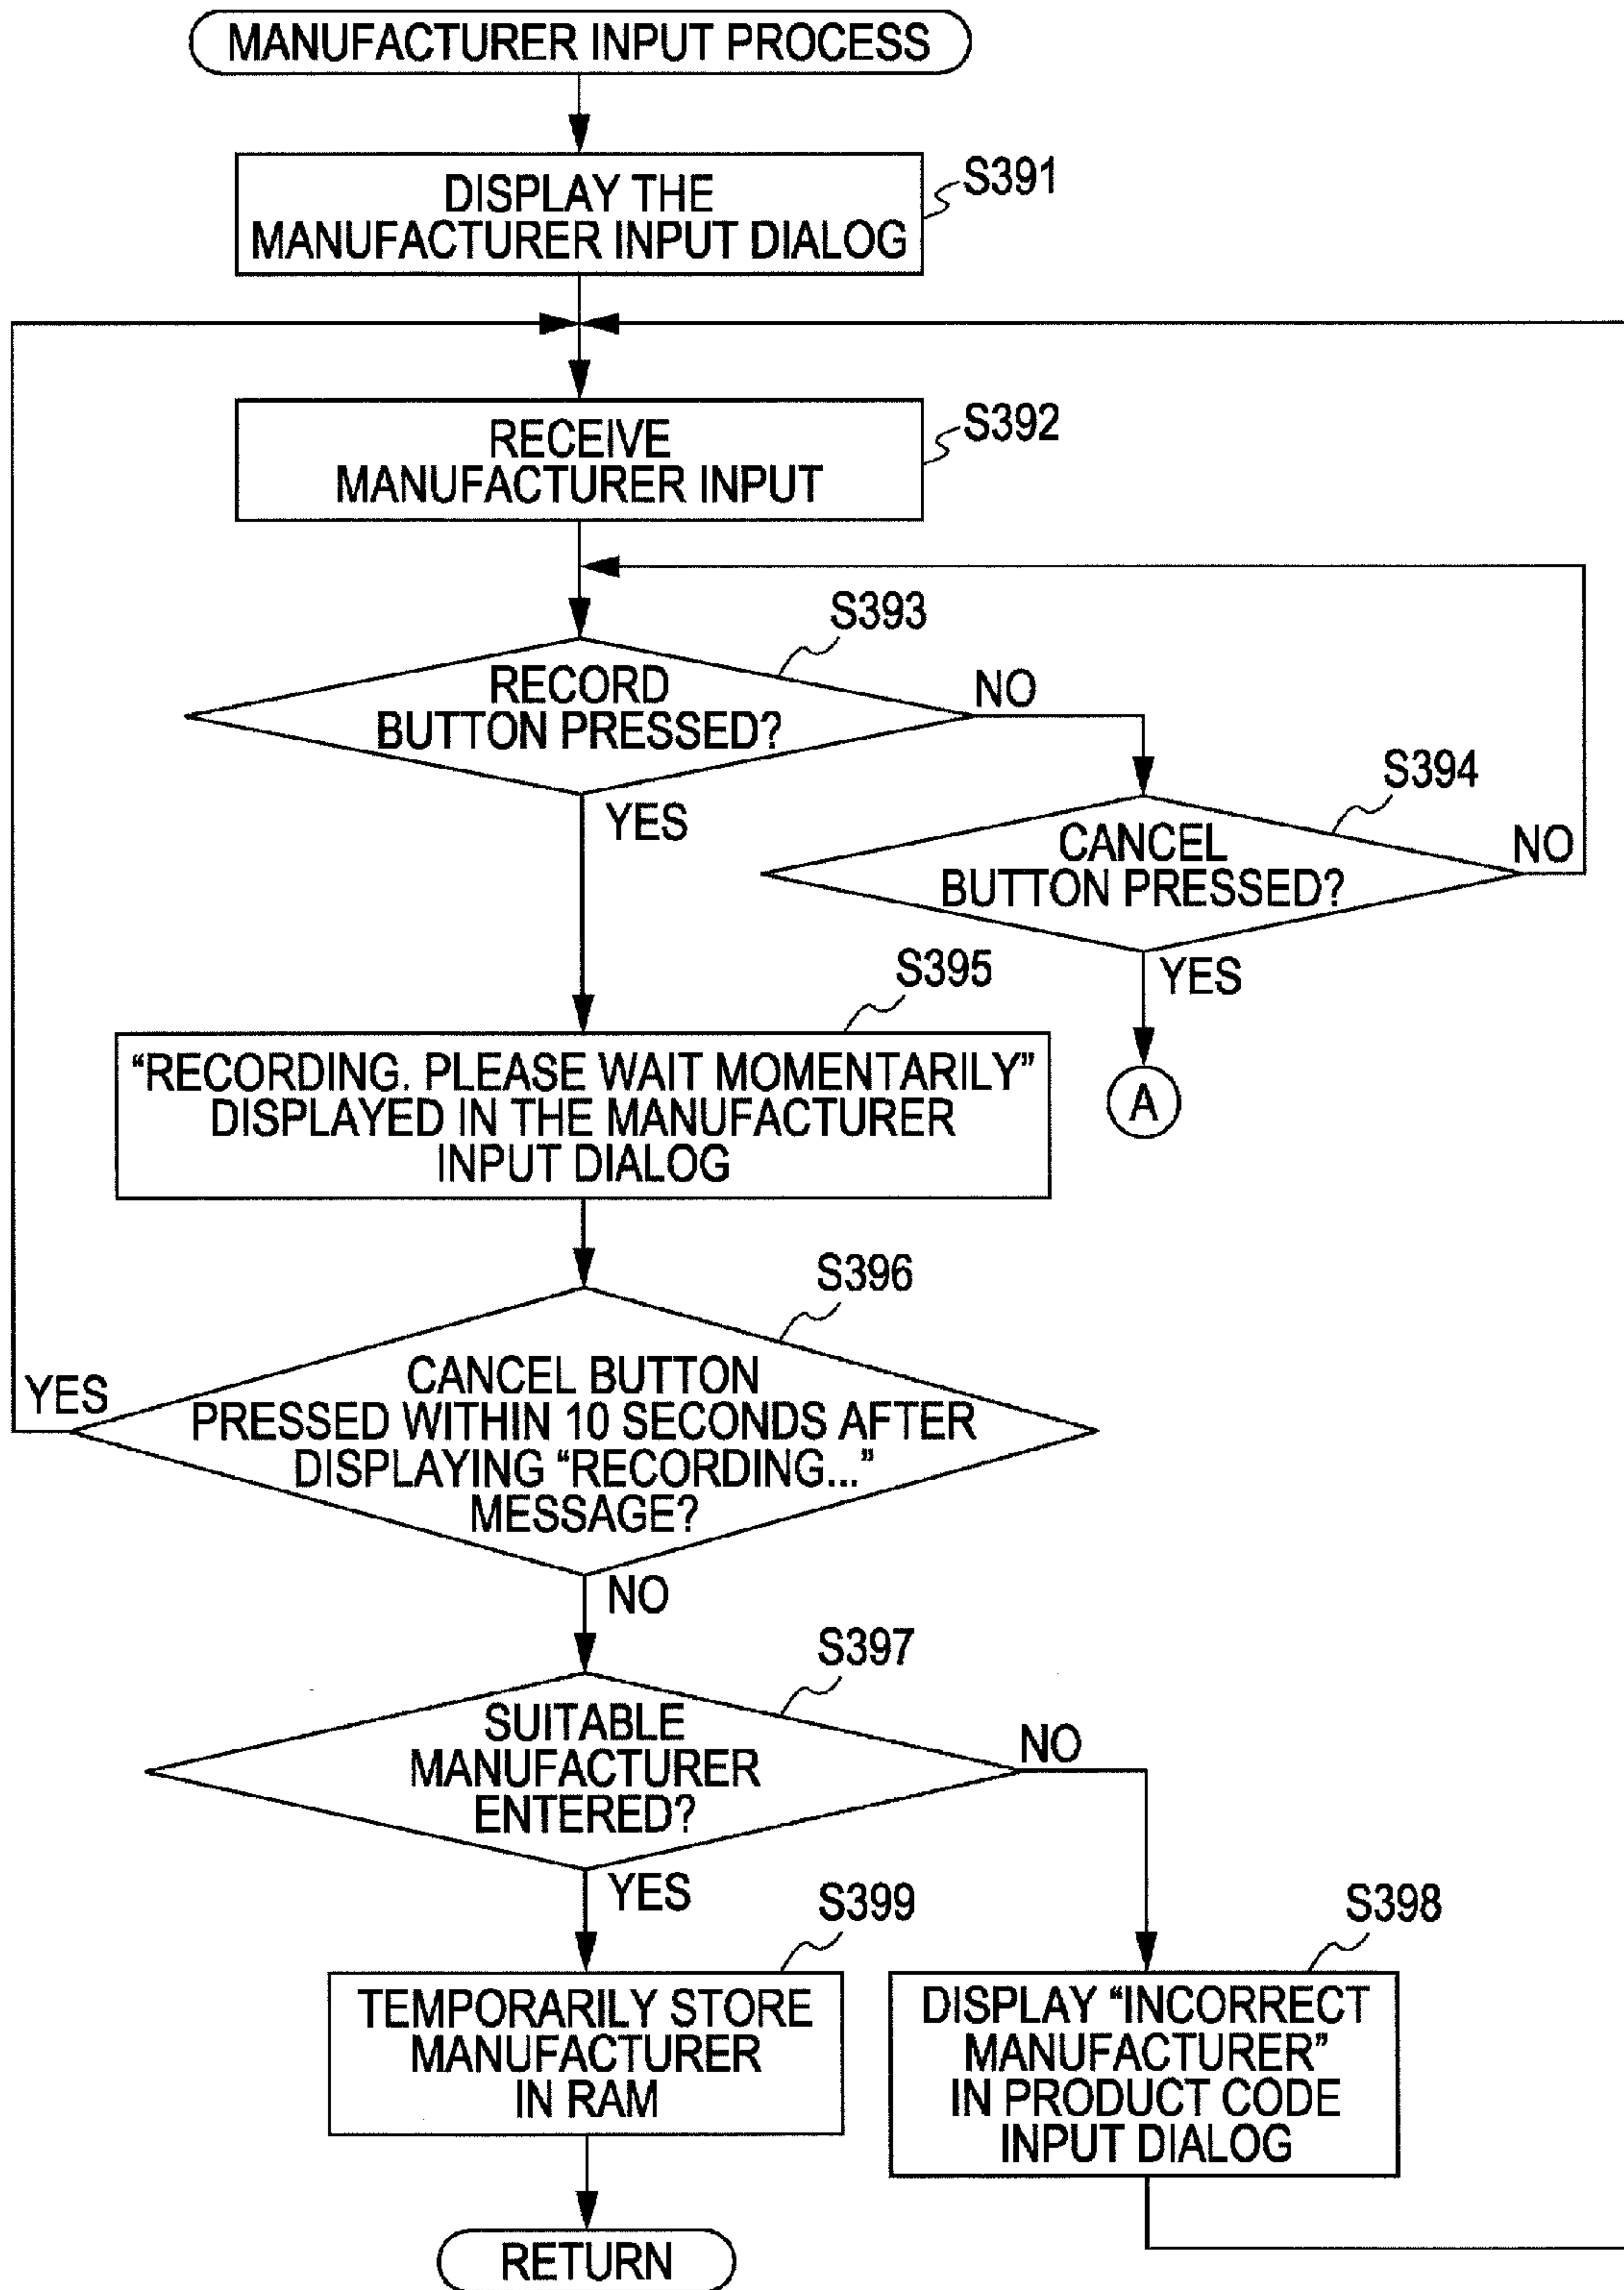 MANUFACTURER INPUT PROCESS
DISPLAY THE
MANUFACTURER INPUT DIALOG
S391
RECEIVE
MANUFACTURER INPUT
S392
S393
RECORD
BUTTON PRESSED?
NO
YES
S394
CANCEL
BUTTON PRESSED?
NO
YES
A
S395
“RECORDING. PLEASE WAIT MOMENTARILY”
DISPLAYED IN THE MANUFACTURER
INPUT DIALOG
S396
CANCEL BUTTON
PRESSED WITHIN 10 SECONDS AFTER
DISPLAYING “RECORDING...”
MESSAGE?
YES
NO
S397
SUITABLE
MANUFACTURER
ENTERED?
NO
YES
S399
TEMPORARILY STORE
MANUFACTURER
IN RAM
S398
DISPLAY “INCORRECT
MANUFACTURER”
IN PRODUCT CODE
INPUT DIALOG
RETURN